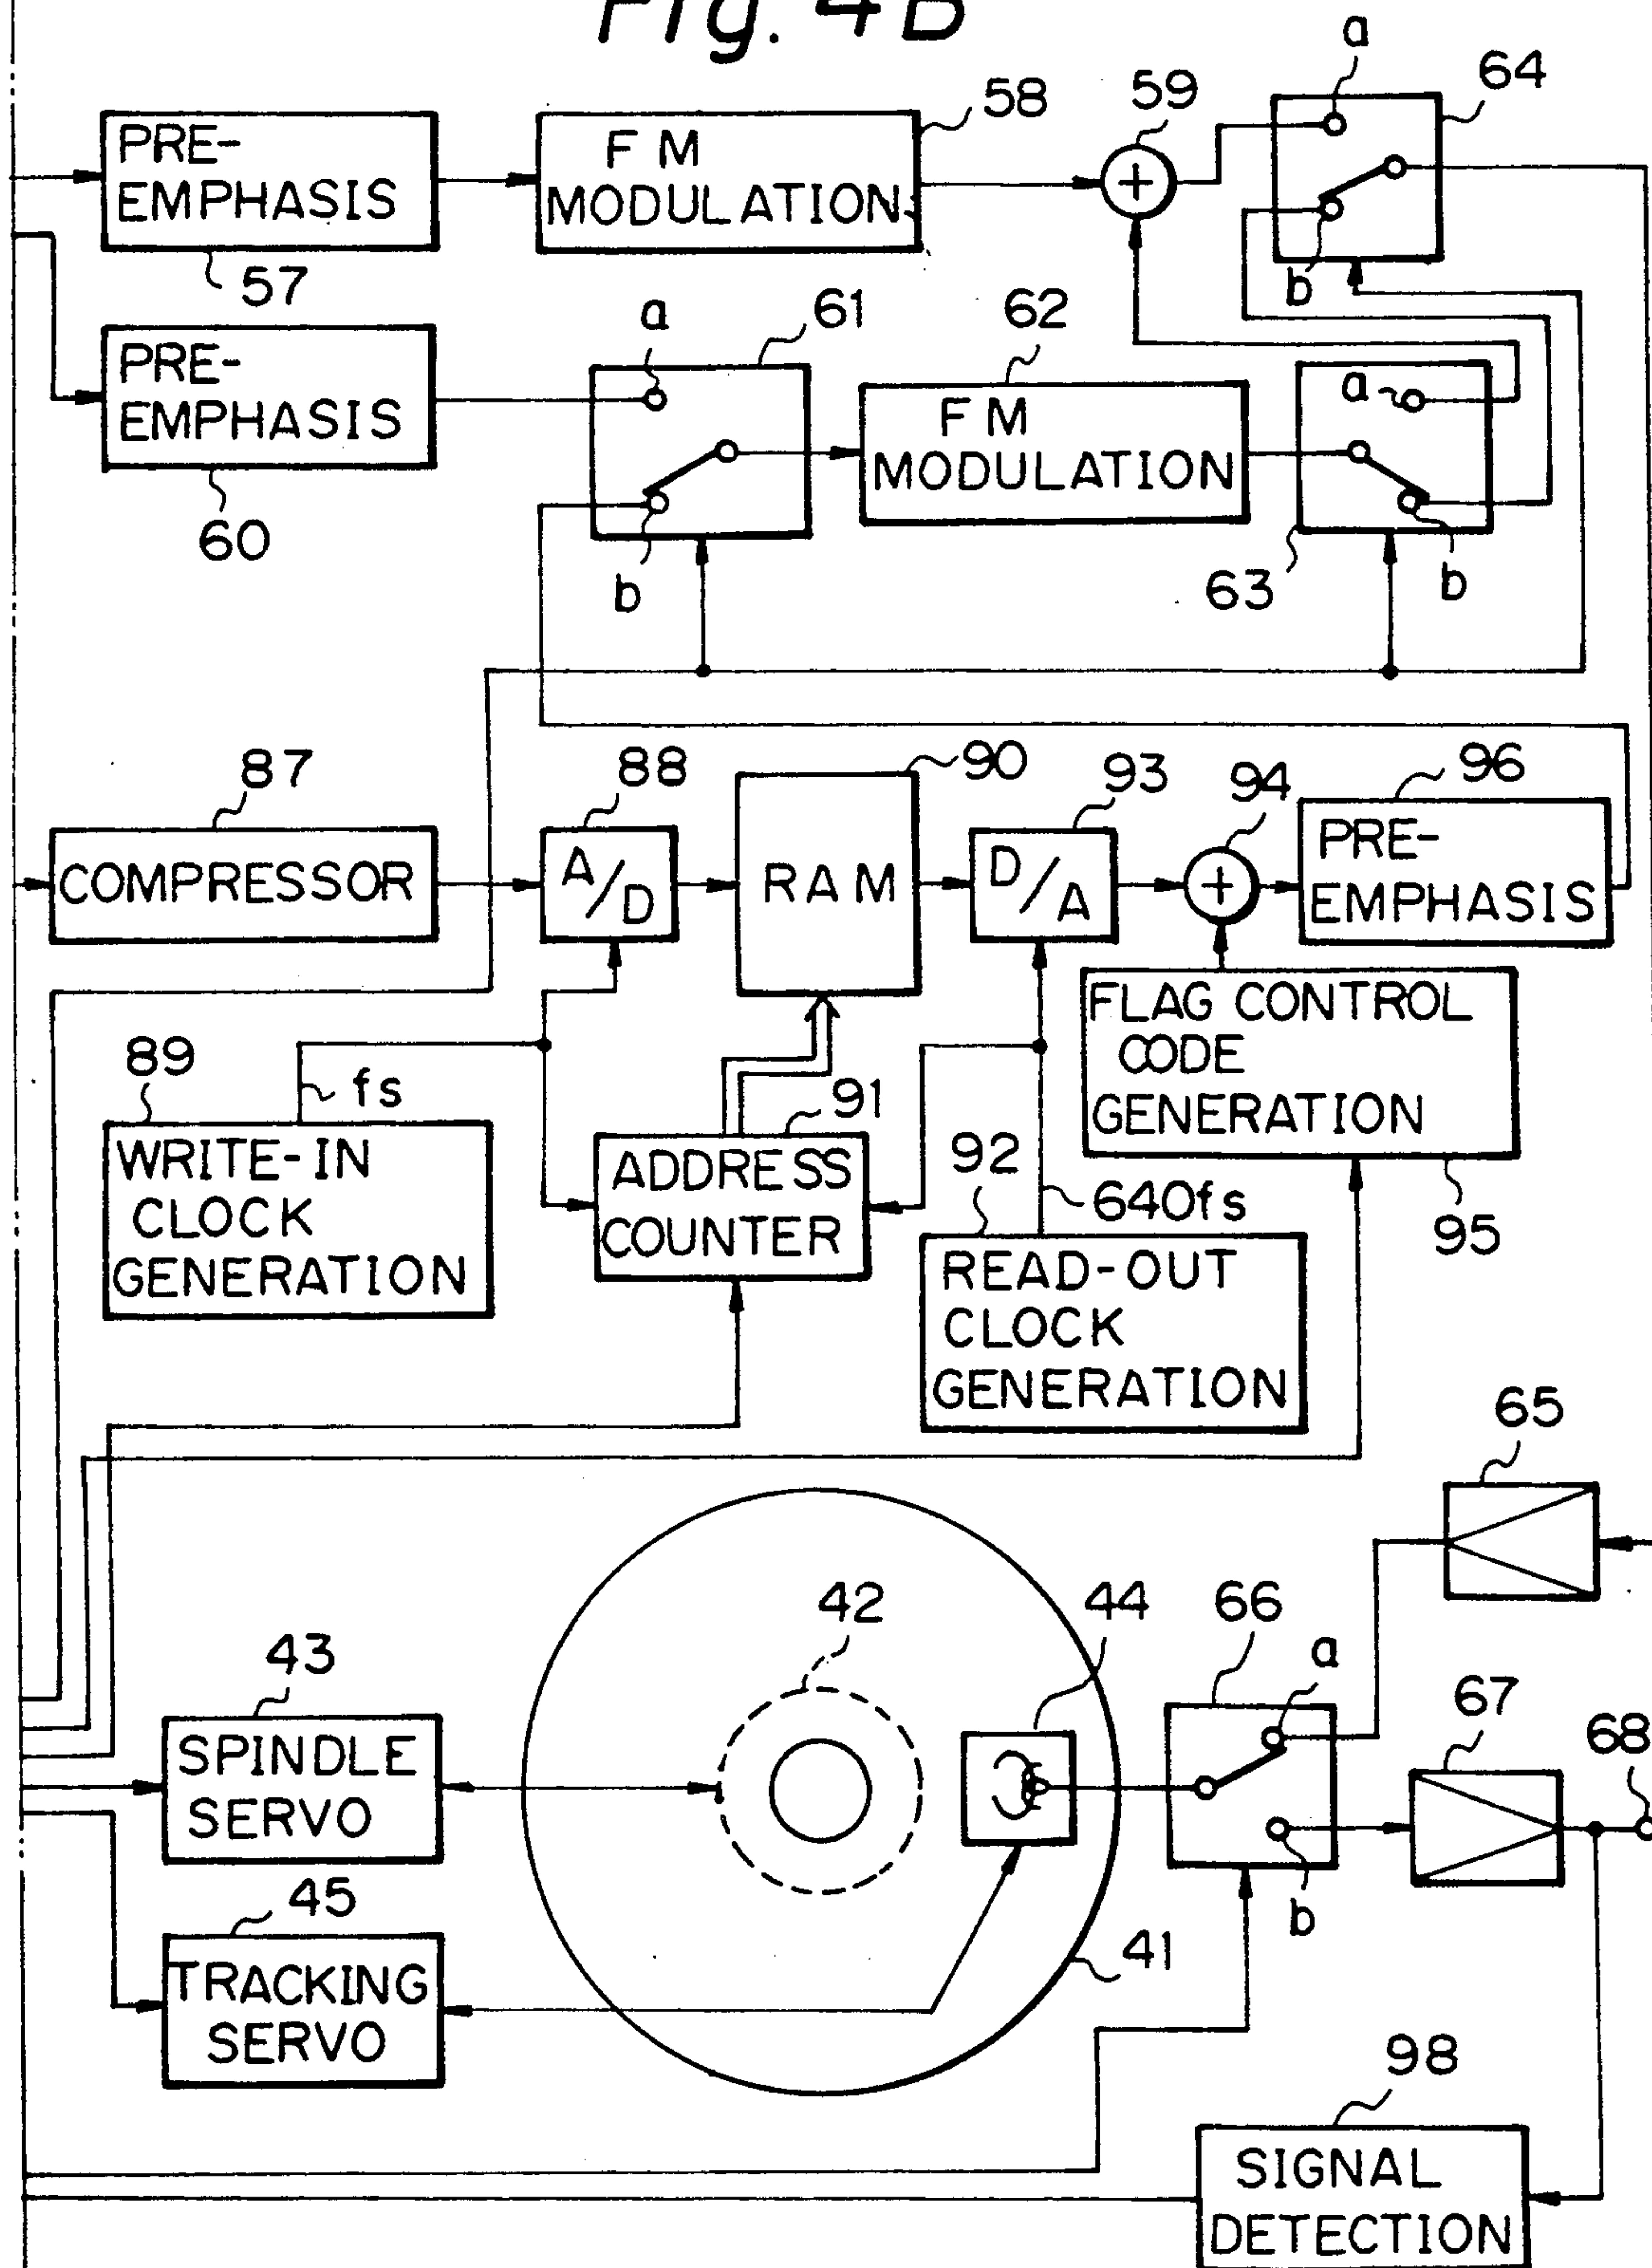 Fig. 4B
a
64
59
58
PRE-
EMPHASIS
FM
MODULATION
+
57
b
61
62
a
PRE-
EMPHASIS
a
FM
MODULATION
60
b
63
b
87
88
90
93
94
96
COMPRESSOR
A/D
RAM
D/A
+
PRE-
EMPHASIS
89
fs
91
92
FLAG CONTROL
CODE
GENERATION
WRITE-IN
CLOCK
GENERATION
ADDRESS
COUNTER
640fs
95
READ-OUT
CLOCK
GENERATION
65
42
44
66
a
43
67
68
SPINDLE
SERVO
b
45
41
TRACKING
SERVO
98
SIGNAL
DETECTION